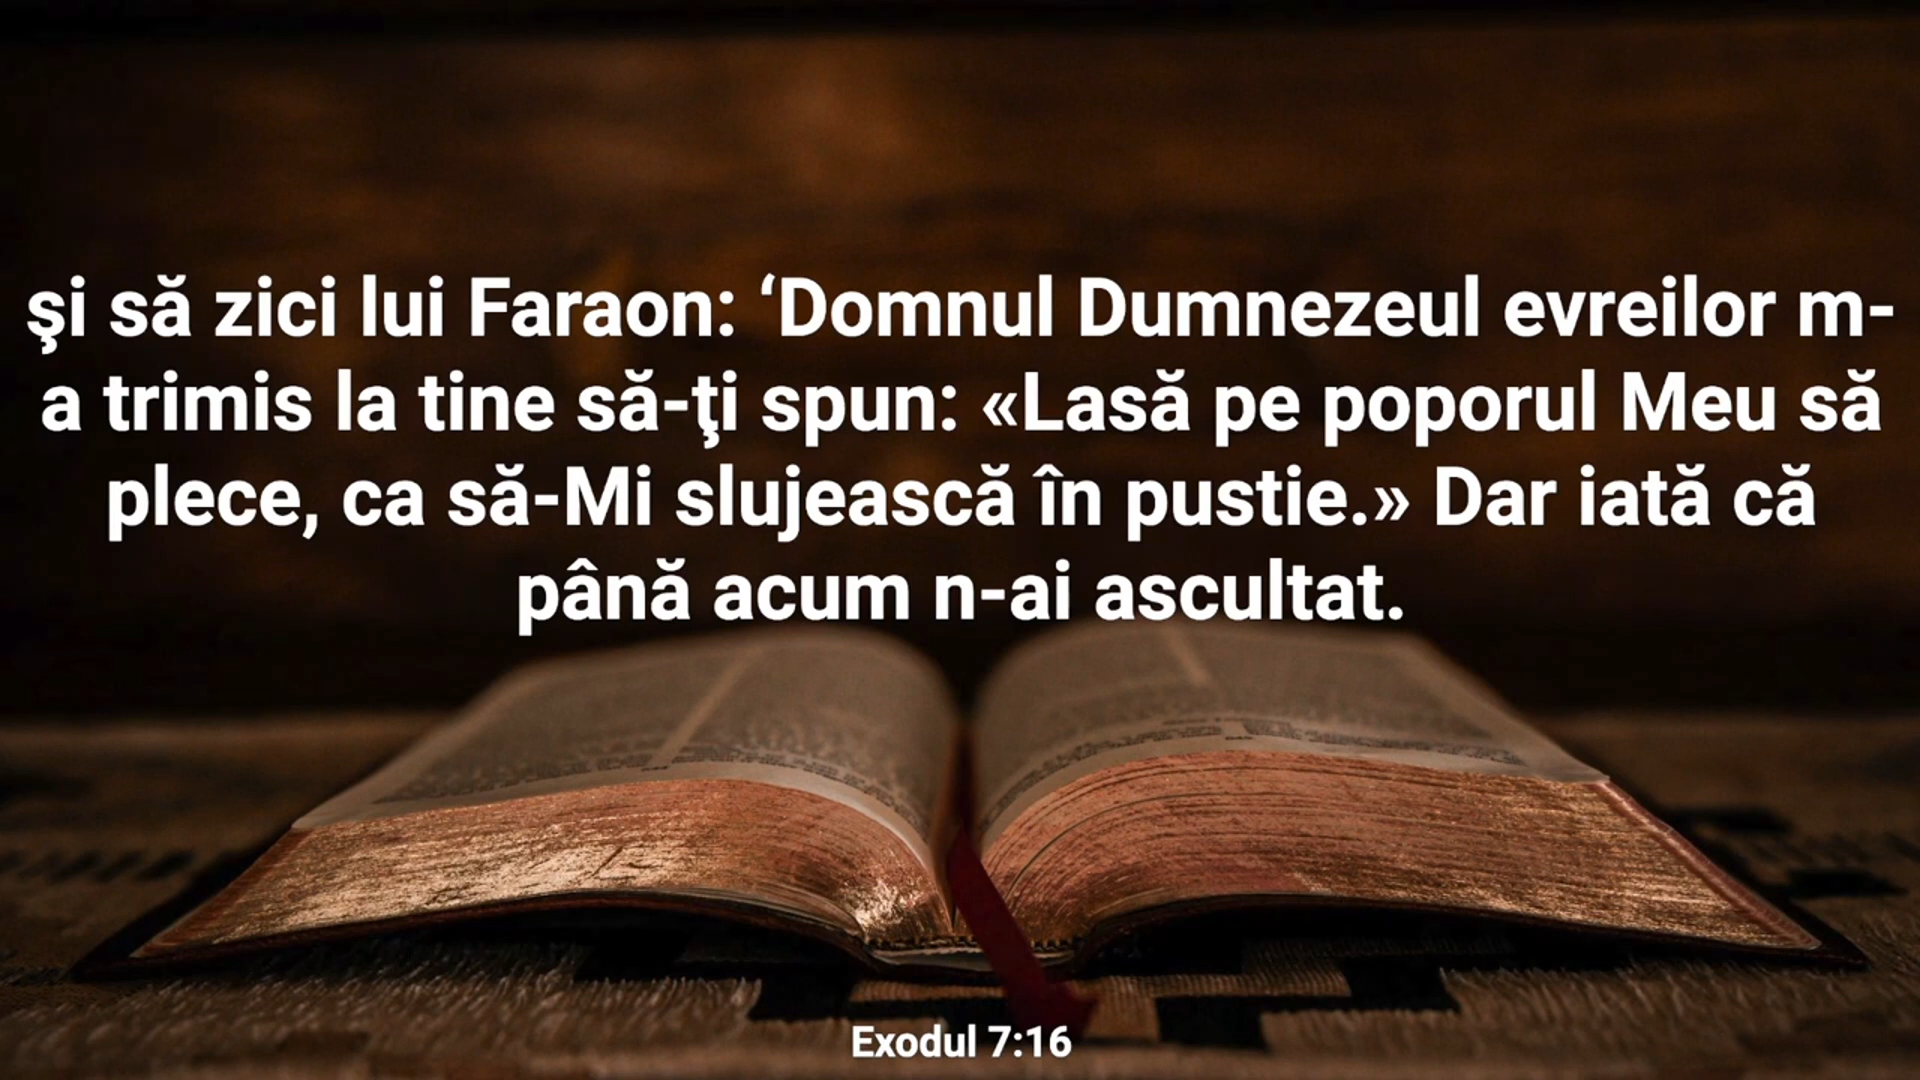 şi să zici lui Faraon: ‘Domnul Dumnezeul evreilor m-
a trimis la tine să-ţi spun: «Lasă pe poporul Meu să
plece, ca să-Mi slujească în pustie.» Dar iată că
până acum n-ai ascultat.
Exodul 7:16